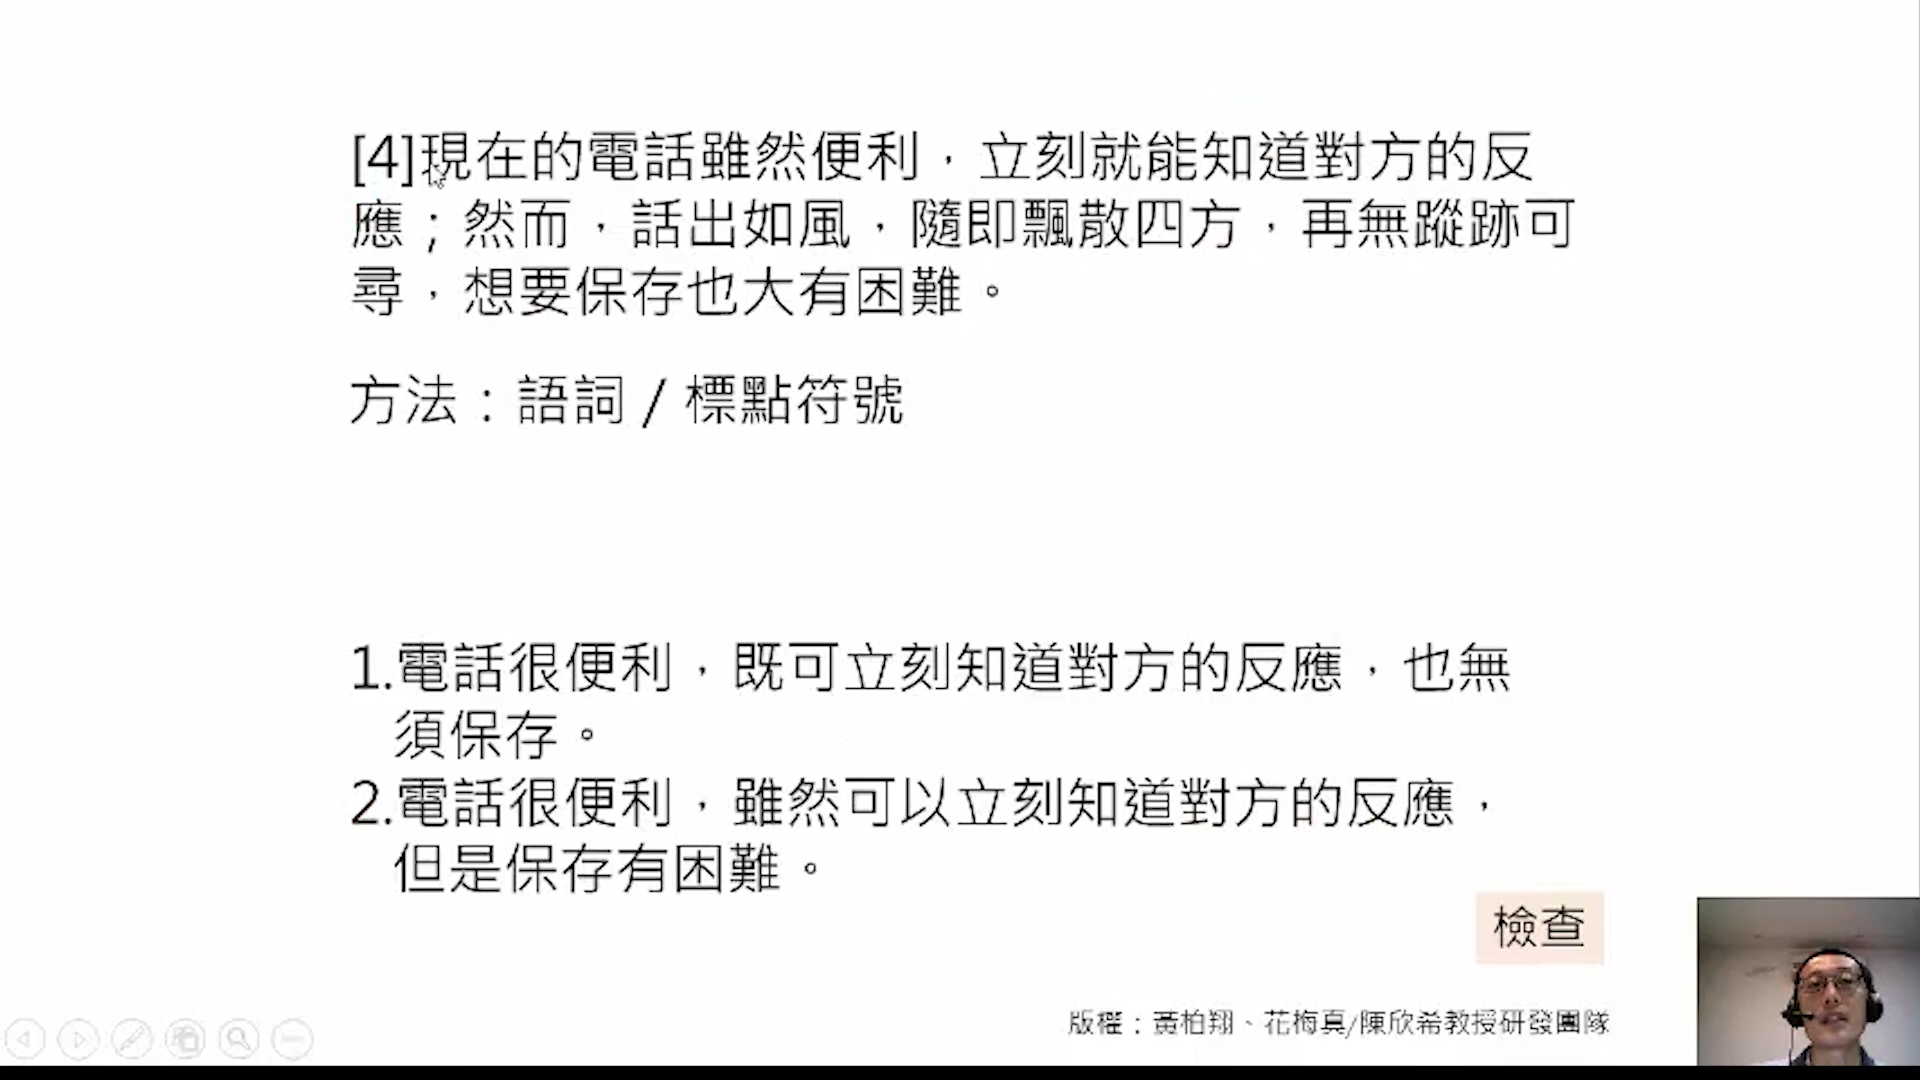 [4]現在的電話雖然便利，立刻就能知道對方的反
應；然而，話出如風，隨即飄散四方，再無蹤跡可
尋，想要保存也大有困難。
方法：語詞/標點符號
1.電話很便利，既可立刻知道對方的反應，也無
須保存。
2.電話很便利，雖然可以立刻知道對方的反應，
但是保存有困難。
檢查
版權：黃柏翔、花梅真/陳欣希教授研發團隊